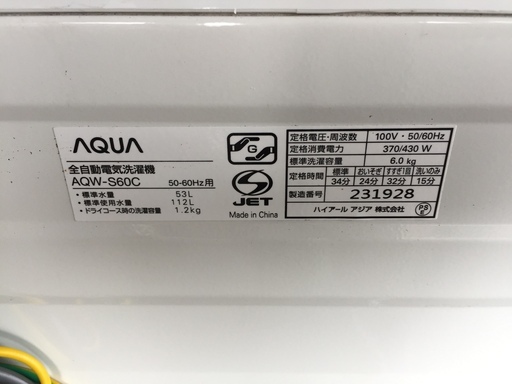 AQUA
全自動電気洗濯機
AQW-S60C 50-60Hz用
• 標準水量 53L
• 標準使用水量 112L
• ドライコース時の洗濯容量 1.2kg
G
JET
Made in China
定格電圧・周波数 100V・50/60Hz
定格消費電力 370/430 W
標準洗濯容量 6.0 kg
定格時間 標準 おいそぎ すすぎ1回 洗いのみ
34分 24分 32分 15分
製造番号 231928
ハイアール アジア 株式会社
PS
E